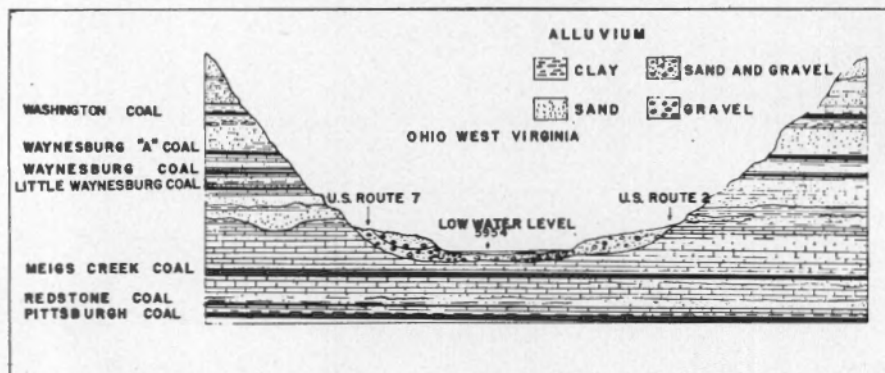 ALLUVIUM
CLAY SAND AND GRAVEL
SAND GRAVEL
OHIO WEST VIRGINIA
WASHINGTON COAL
WAYNESBURG "A" COAL
WAYNESBURG COAL
LITTLE WAYNESBURG COAL
U.S. ROUTE 7 U.S. ROUTE 2
LOW WATER LEVEL
MEIGS CREEK COAL
REDSTONE COAL
PITTSBURGH COAL